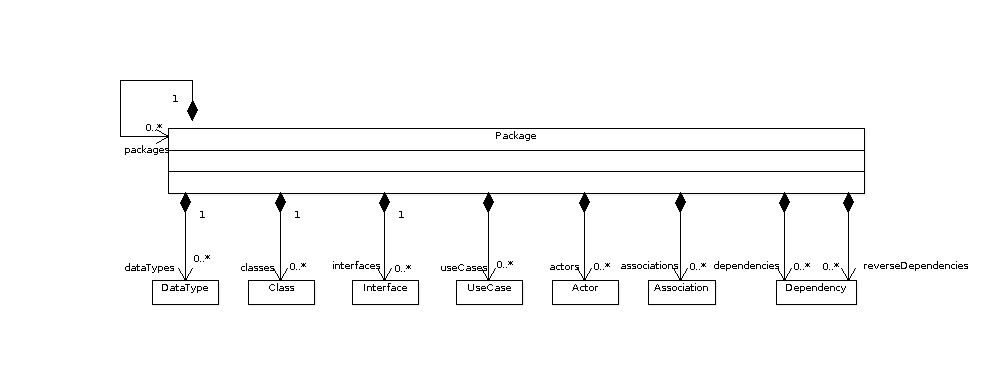 1
0..*
Package
packages
1
1
1
0..*
dataTypes
classes
0..*
interfaces
0..*
useCases
0..*
actors
0..*
associations
0..*
dependencies
0..*
0..*
reverseDependencies
DataType
Class
Interface
UseCase
Actor
Association
Dependency